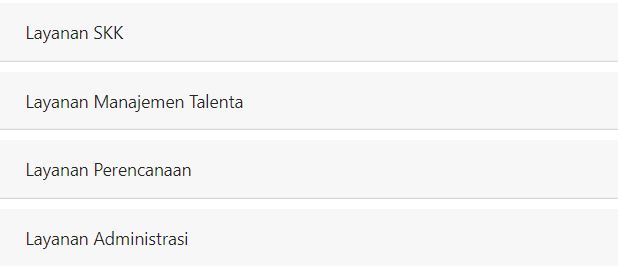 Layanan SKK
Layanan Manajemen Talenta
Layanan Perencanaan
Layanan Administrasi